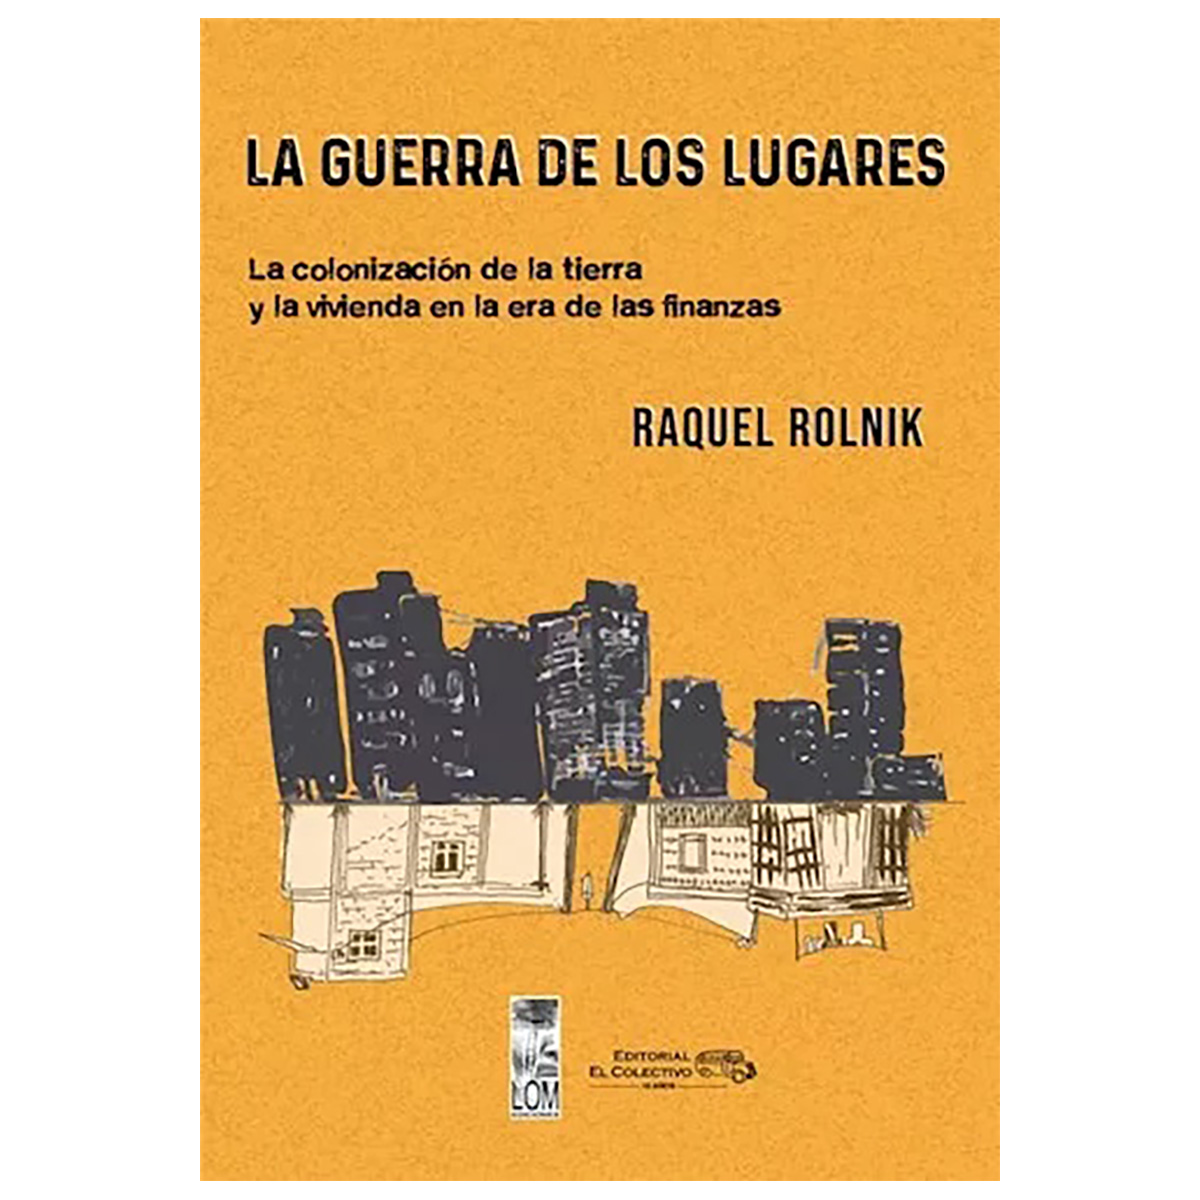 LA GUERRA DE LOS LUGARES
La colonización de la tierra
y la vivienda en la era de las finanzas
RAQUEL ROLNIK
LOM
EDICIONES
EDITORIAL
EL COLECTIVO